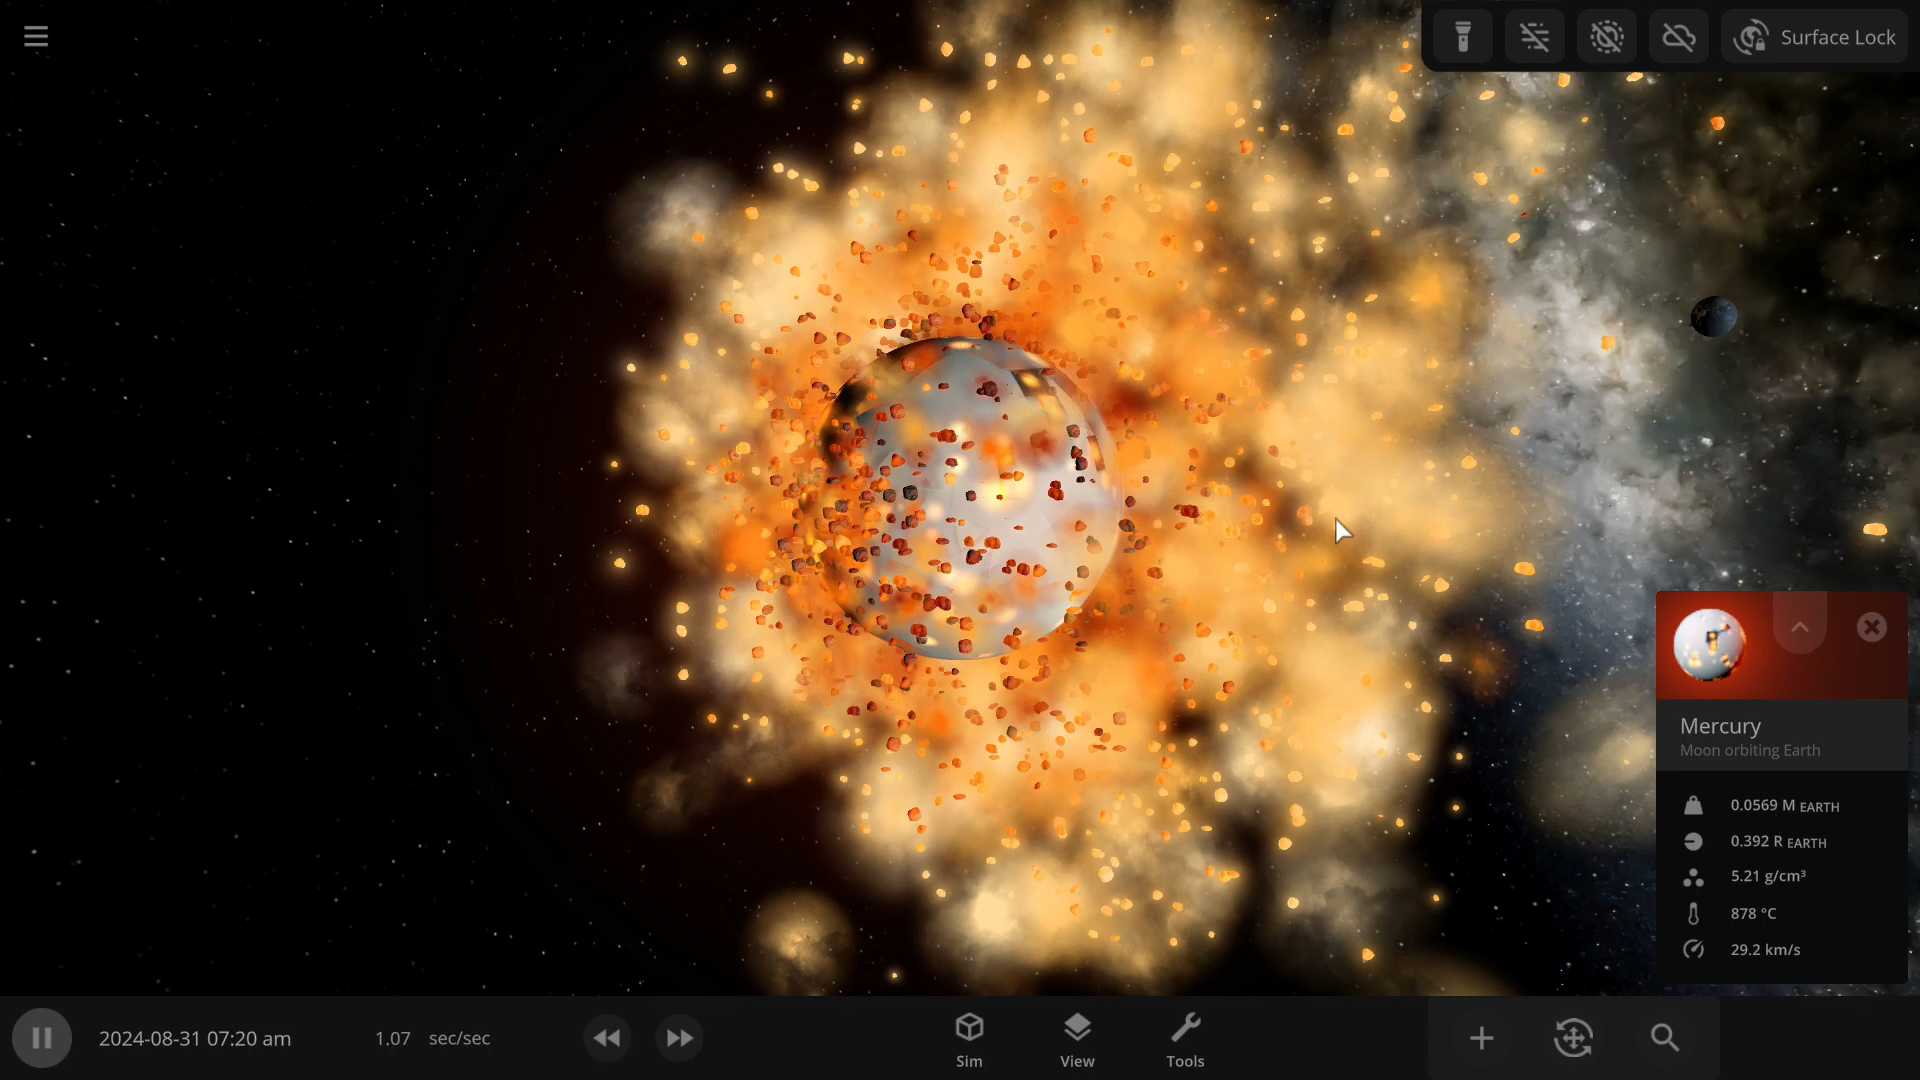 Surface Lock
Mercury
Moon orbiting Earth
0.0569 M EARTH
0.392 R EARTH
5.21 g/cm³
878 °C
29.2 km/s
2024-08-31 07:20 am
1.07 sec/sec
Sim
View
Tools